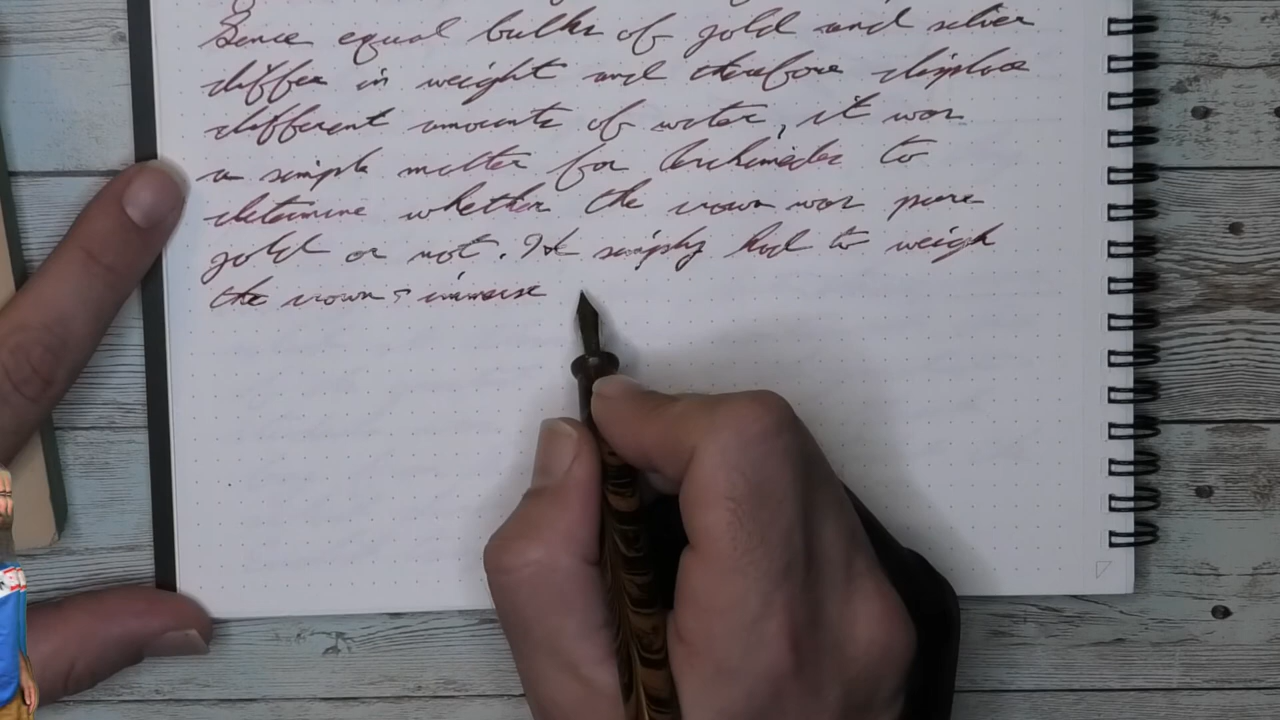 Since equal bulks of gold and silver
differ in weight and therefore displace
different amounts of water, it was
a simple matter for Archimedes to
determine whether the crown was pure
gold or not. He simply had to weigh
the crown & immerse